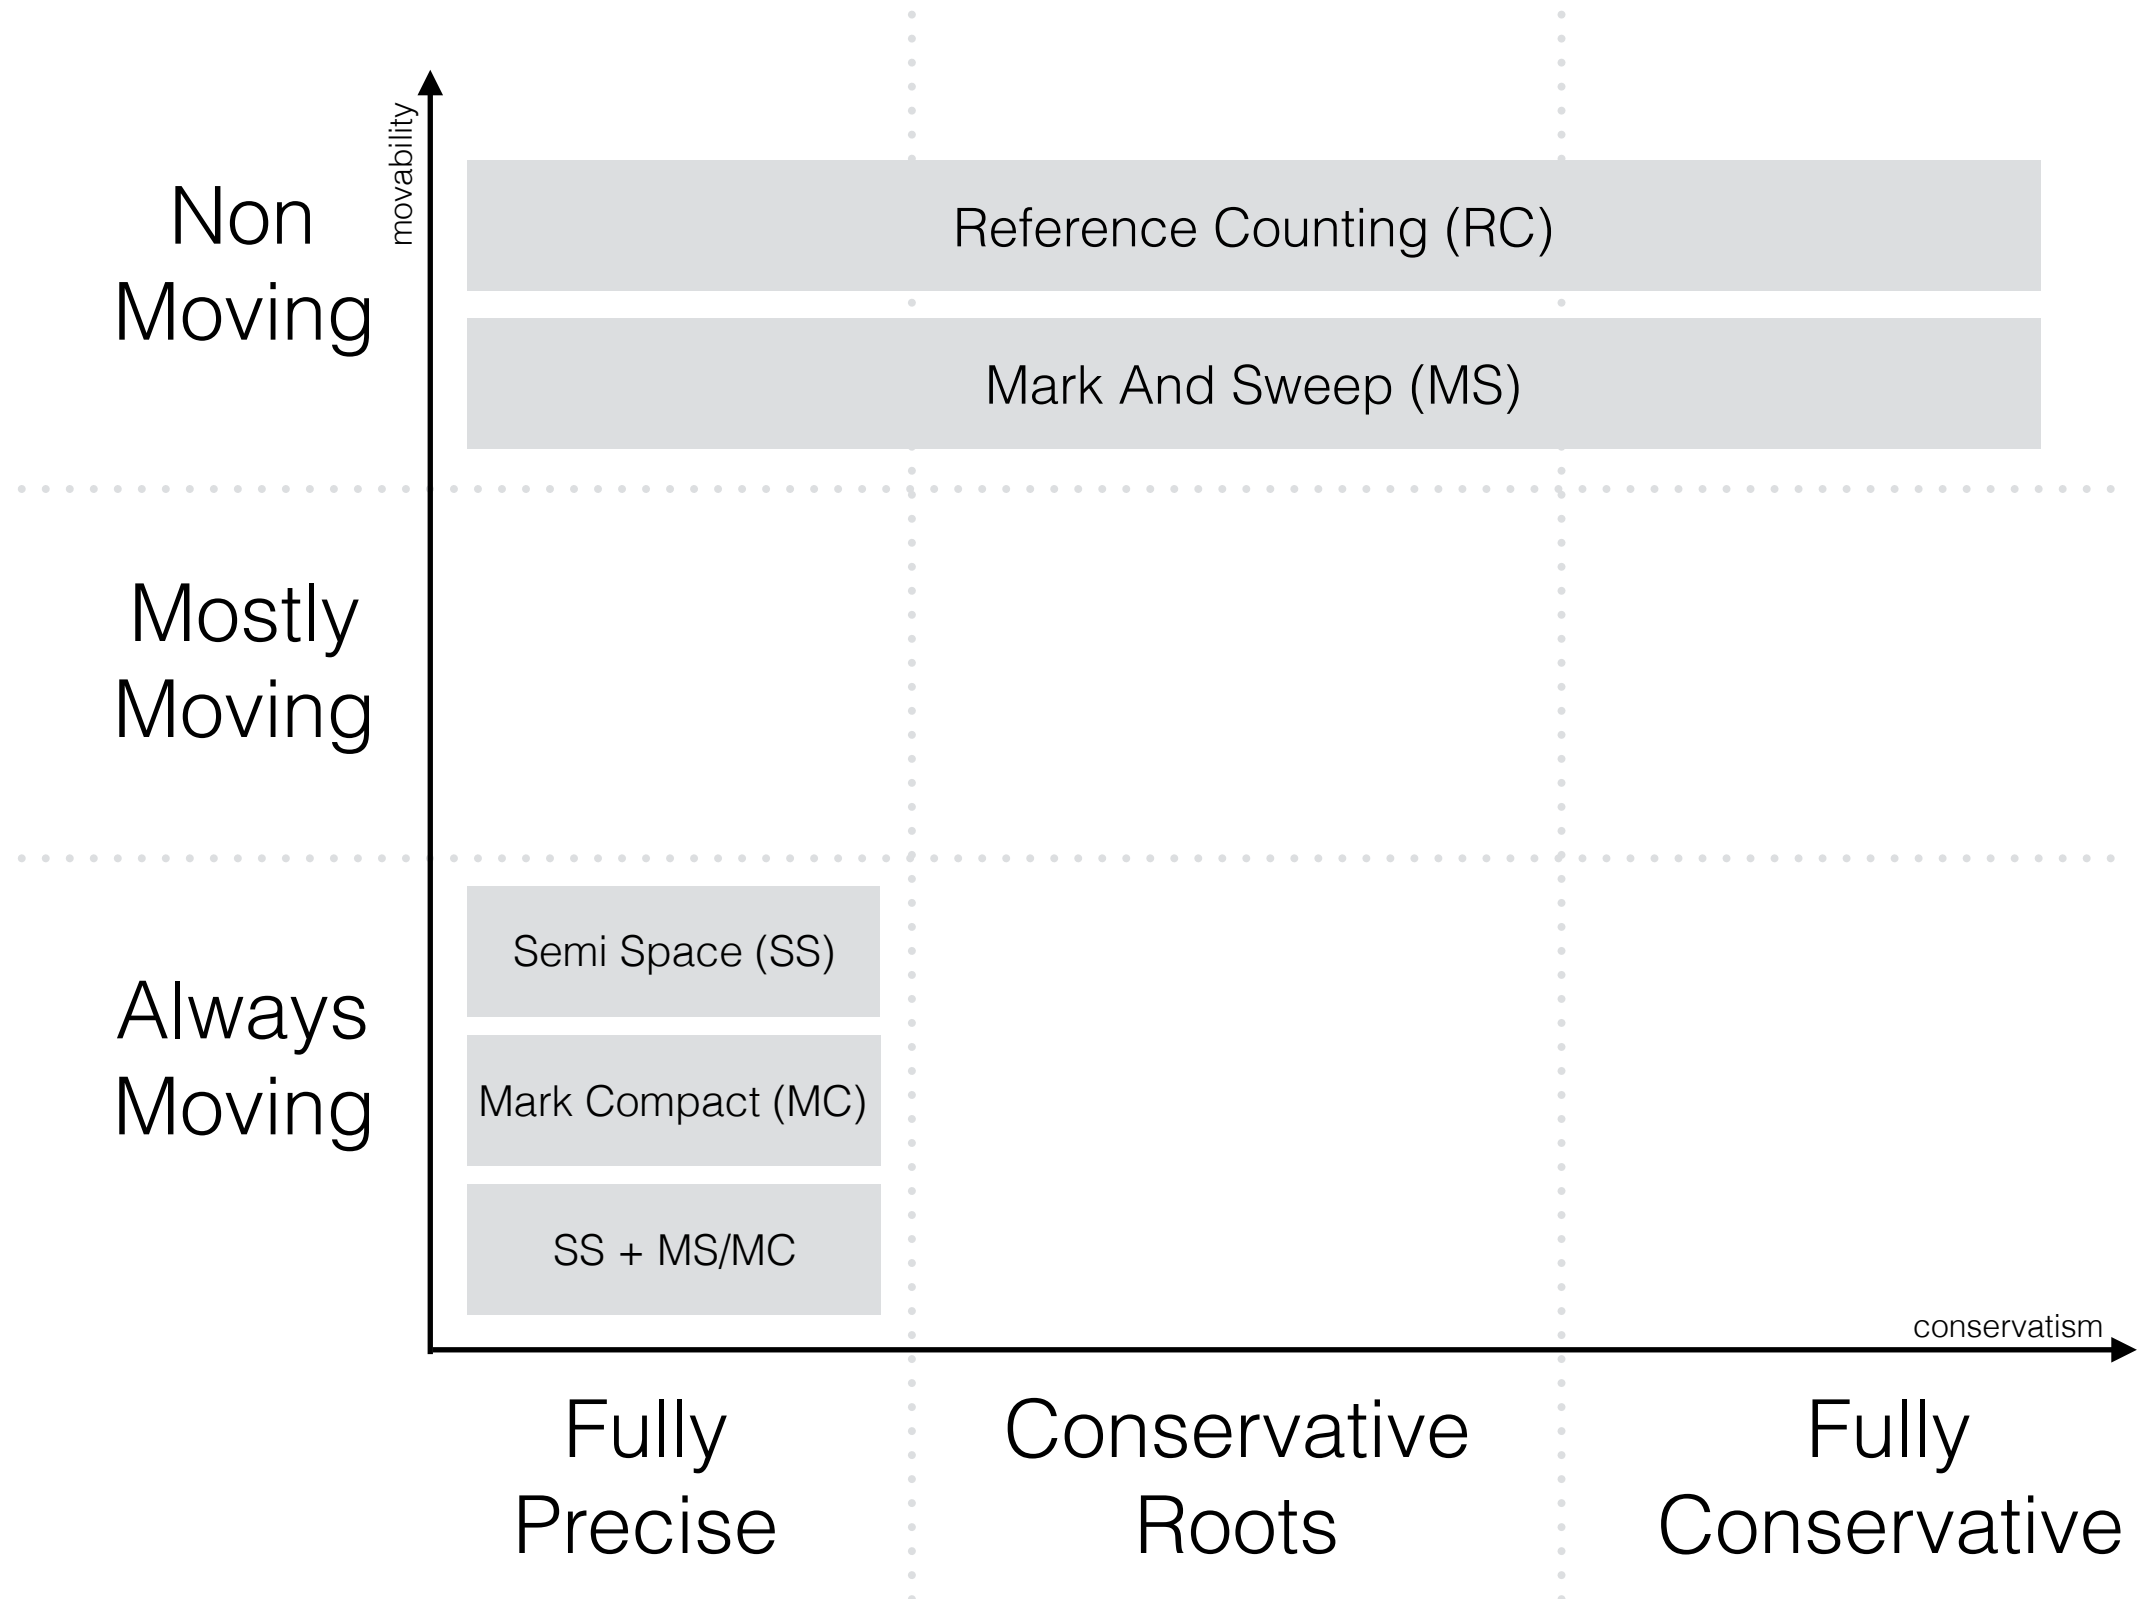 movability
Non
Moving
Reference Counting (RC)
Mark And Sweep (MS)
Mostly
Moving
Always
Moving
Semi Space (SS)
Mark Compact (MC)
SS + MS/MC
conservatism
Fully
Precise
Conservative
Roots
Fully
Conservative